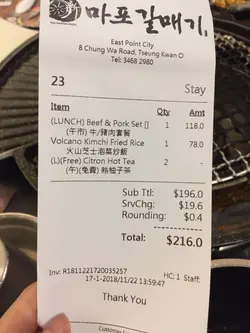 마포갈매기
East Point City
8 Chung Wa Road, Tseung Kwan O
Tel: 3468 2980
23 Stay
Item Qty Amt
(LUNCH) Beef & Pork Set [] 1 118.0
(午市) 牛/豬肉套餐
Volcano Kimchi Fried Rice 1 78.0
火山芝士泡菜炒飯
(L)(Free) Citron Hot Tea 2 -
(午)(免費) 熱柚子茶
Sub Ttl: $196.0
SrvChg: $19.6
Rounding: $0.4
Total: $216.0
Inv: R1811221720035257 HC: 1 Staff:
17-1-2018/11/22 13:59:47
Thank You